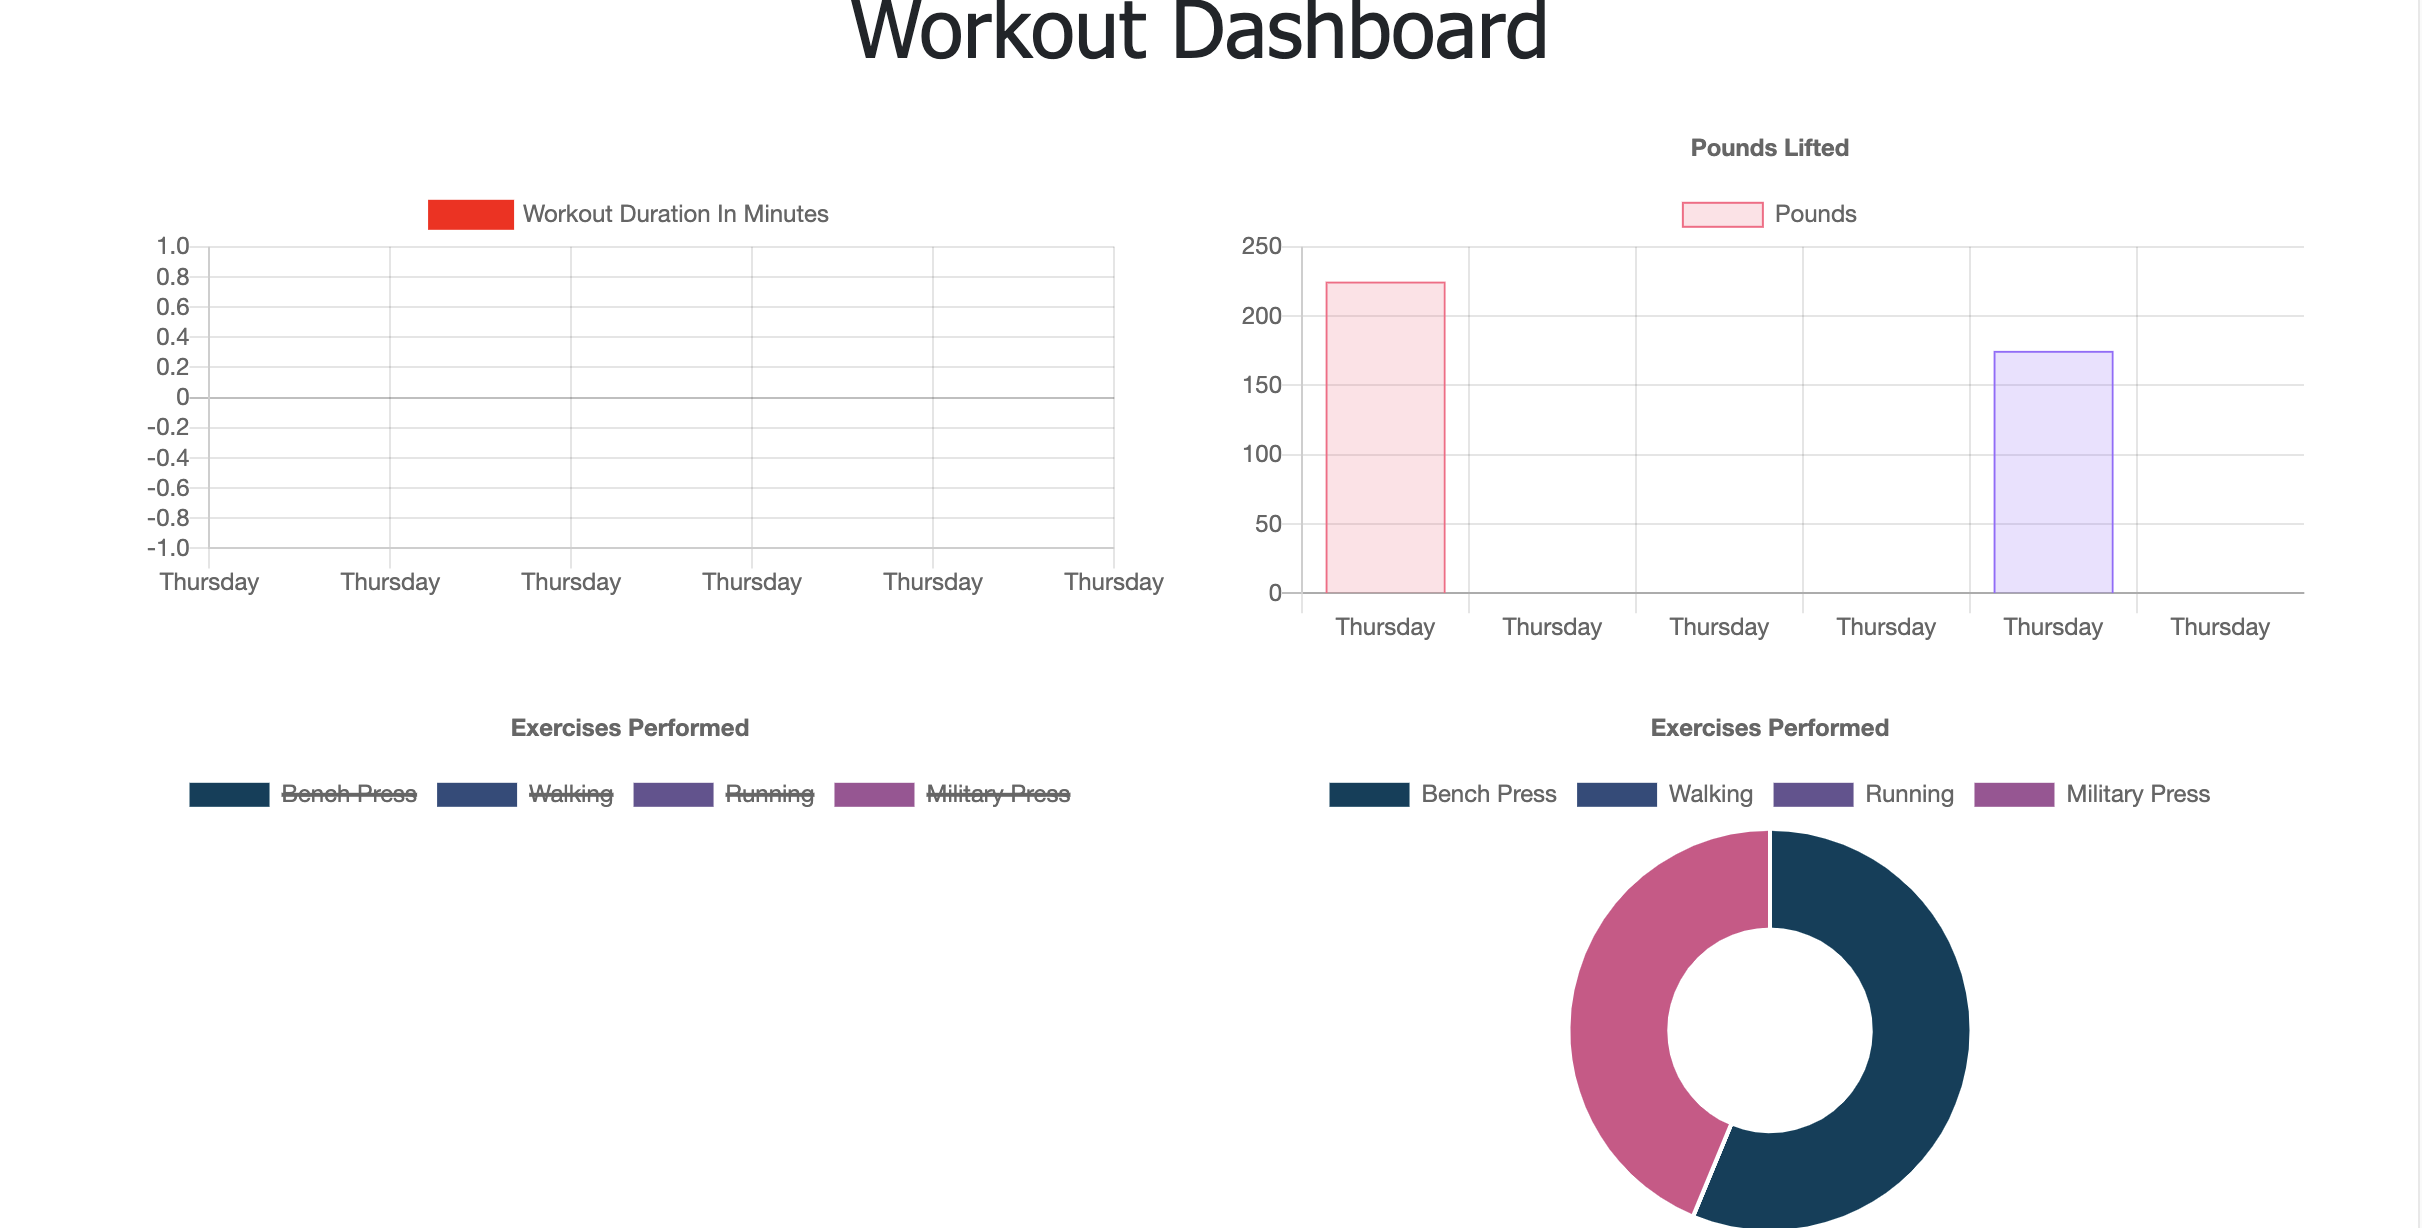 Workout Dashboard
Workout Duration In Minutes
1.0
0.8
0.6
0.4
0.2
0
-0.2
-0.4
-0.6
-0.8
-1.0
Thursday Thursday Thursday Thursday Thursday Thursday
Pounds Lifted
Pounds
250
200
150
100
50
0
Thursday Thursday Thursday Thursday Thursday Thursday
Exercises Performed
Bench Press Walking Running Military Press
Exercises Performed
Bench Press Walking Running Military Press